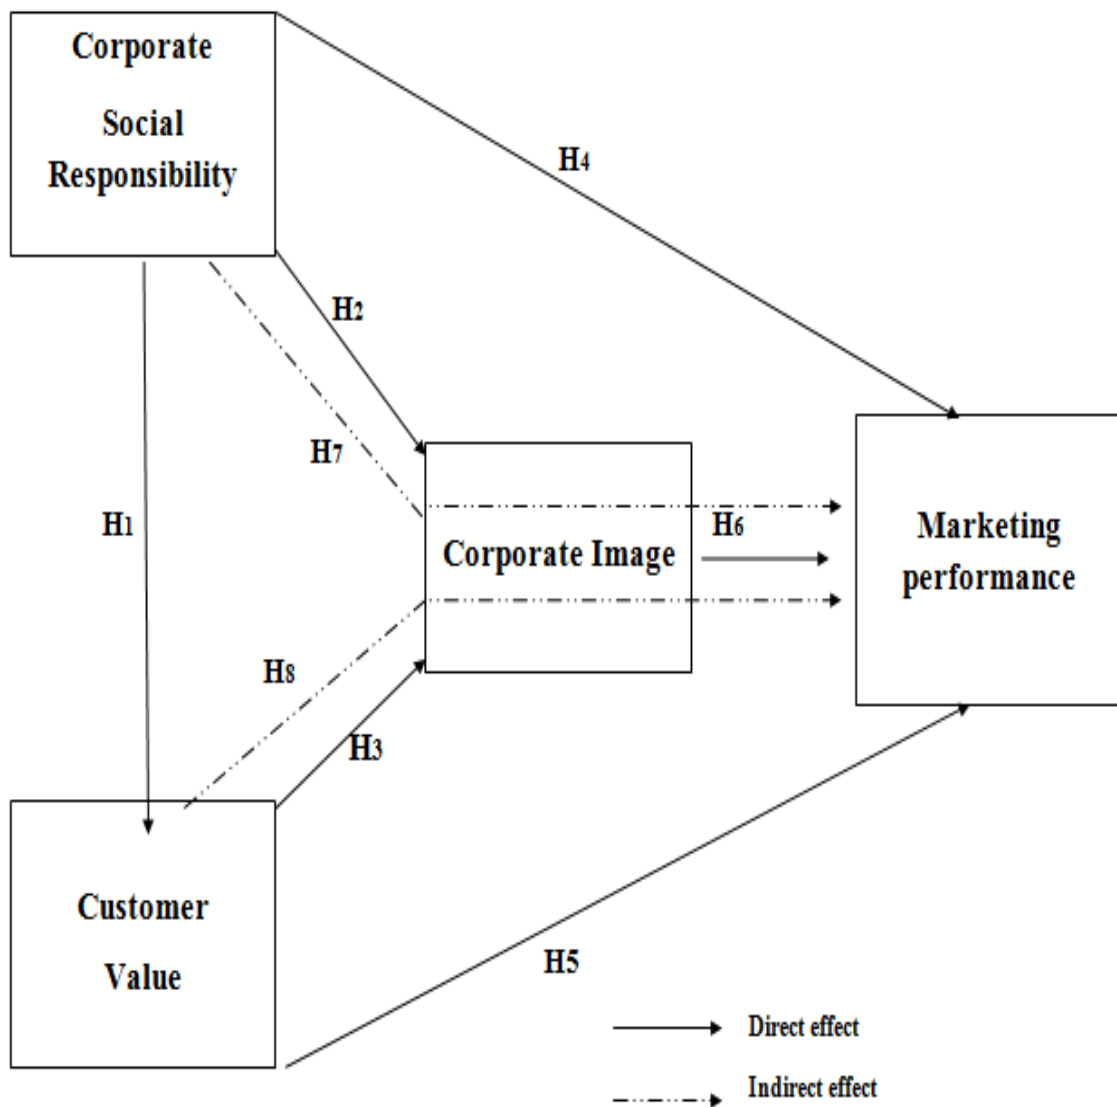 Corporate
Social
Responsibility
H4
H2
H7
H1
H6
Corporate Image
Marketing
performance
H8
H3
Customer
Value
H5
Direct effect
Indirect effect